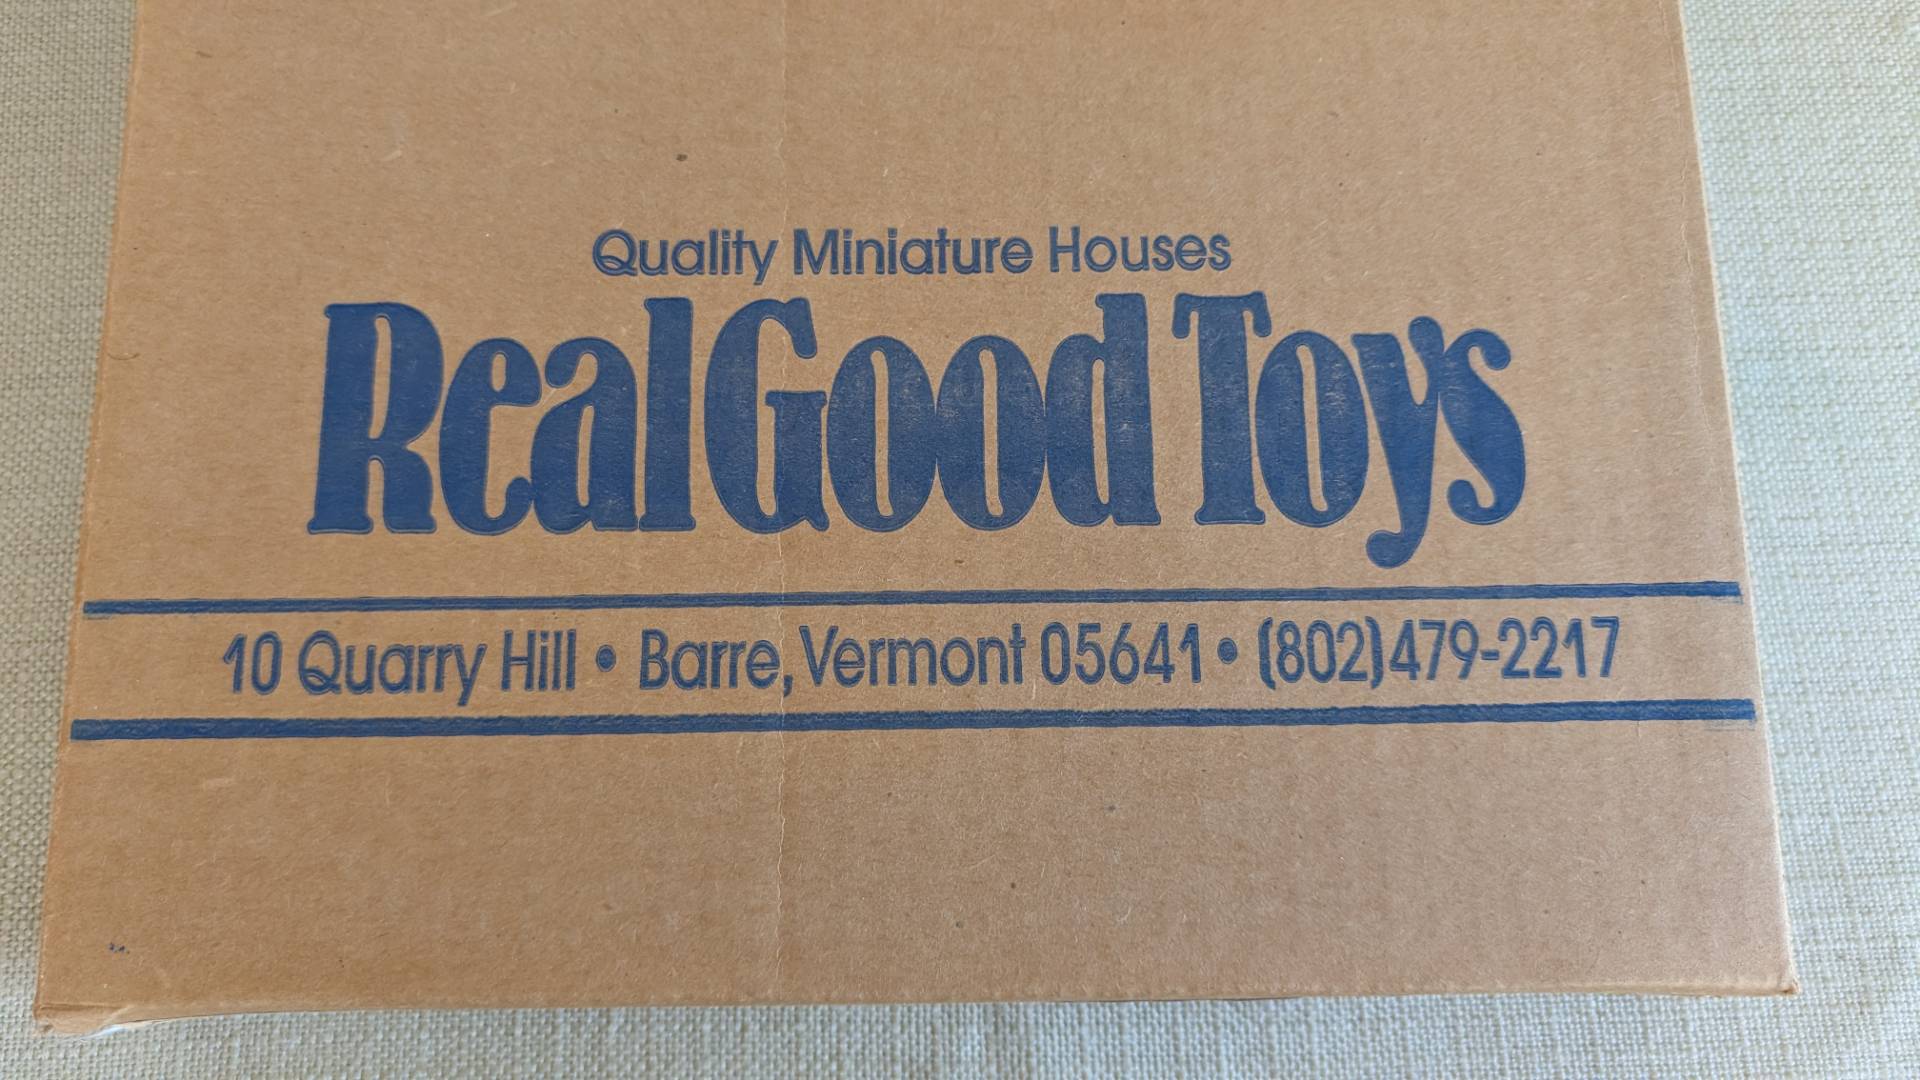 Quality Miniature Houses
Real Good Toys
10 Quarry Hill • Barre, Vermont 05641 • (802) 479-2217